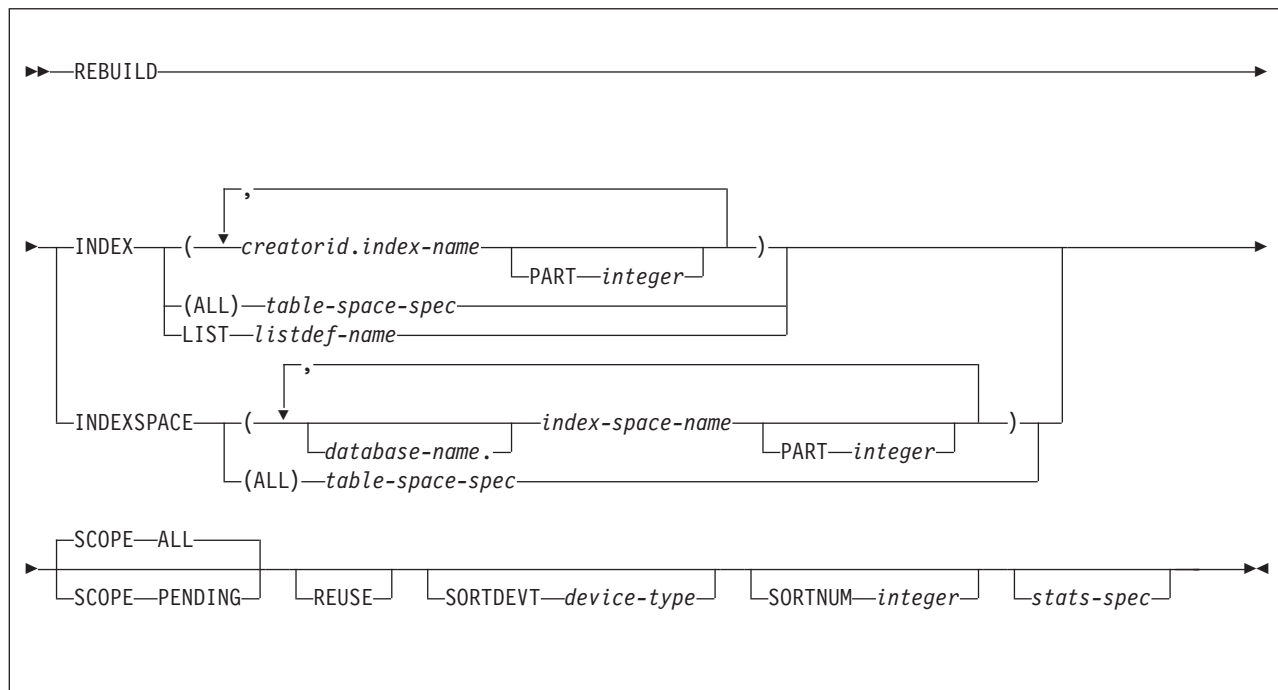 REBUILD
,
INDEX ( creatorid.index-name )
PART integer
(ALL) table-space-spec
LIST listdef-name
,
INDEXSPACE ( index-space-name )
database-name. PART integer
(ALL) table-space-spec
SCOPE ALL
SCOPE PENDING REUSE SORTDEVT device-type SORTNUM integer stats-spec